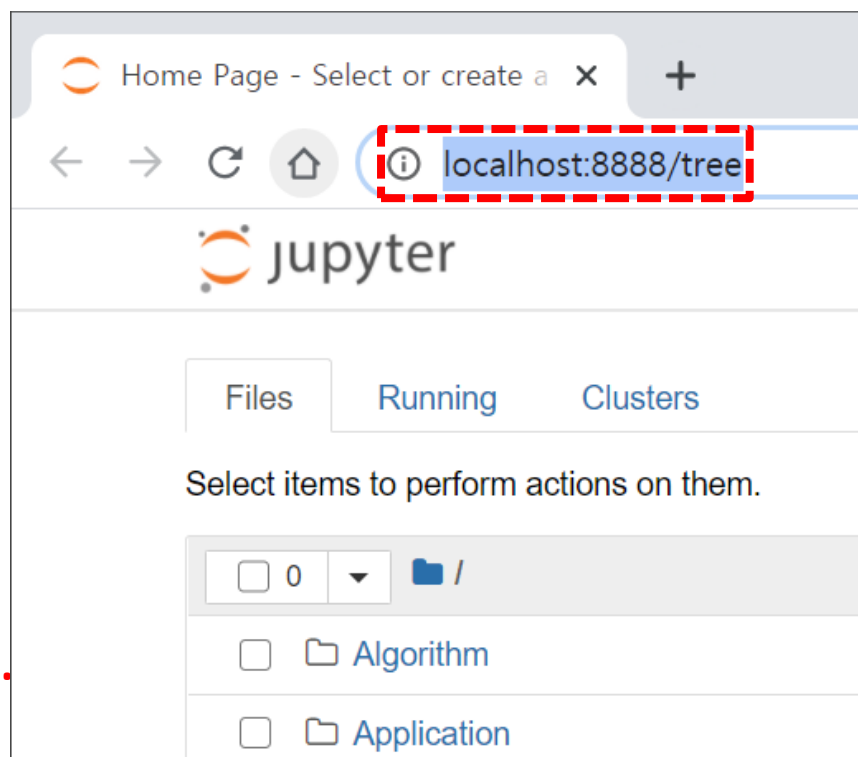 Home Page - Select or create a
localhost:8888/tree
jupyter
Files Running Clusters
Select items to perform actions on them.
0 /
Algorithm
Application